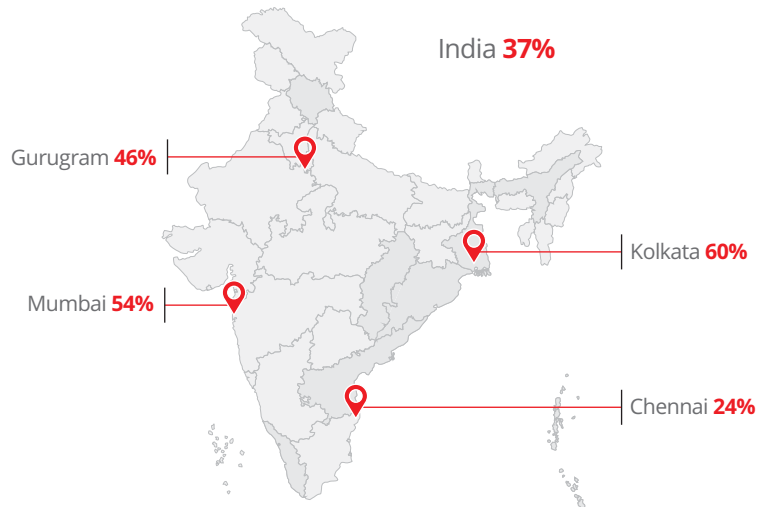 India 37%
Gurugram 46%
Kolkata 60%
Mumbai 54%
Chennai 24%